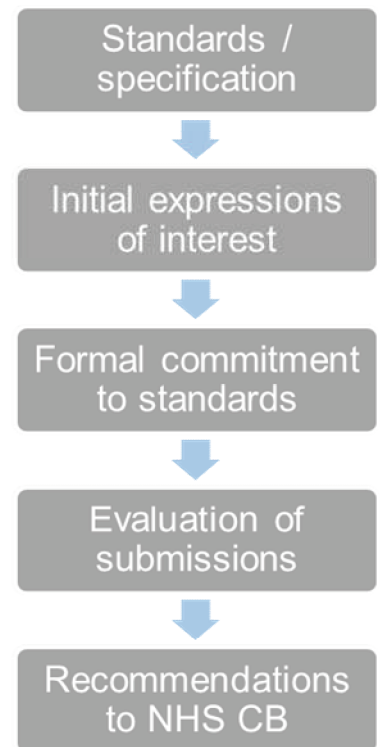 Standards /
specification
Initial expressions
of interest
Formal commitment
to standards
Evaluation of
submissions
Recommendations
to NHS CB